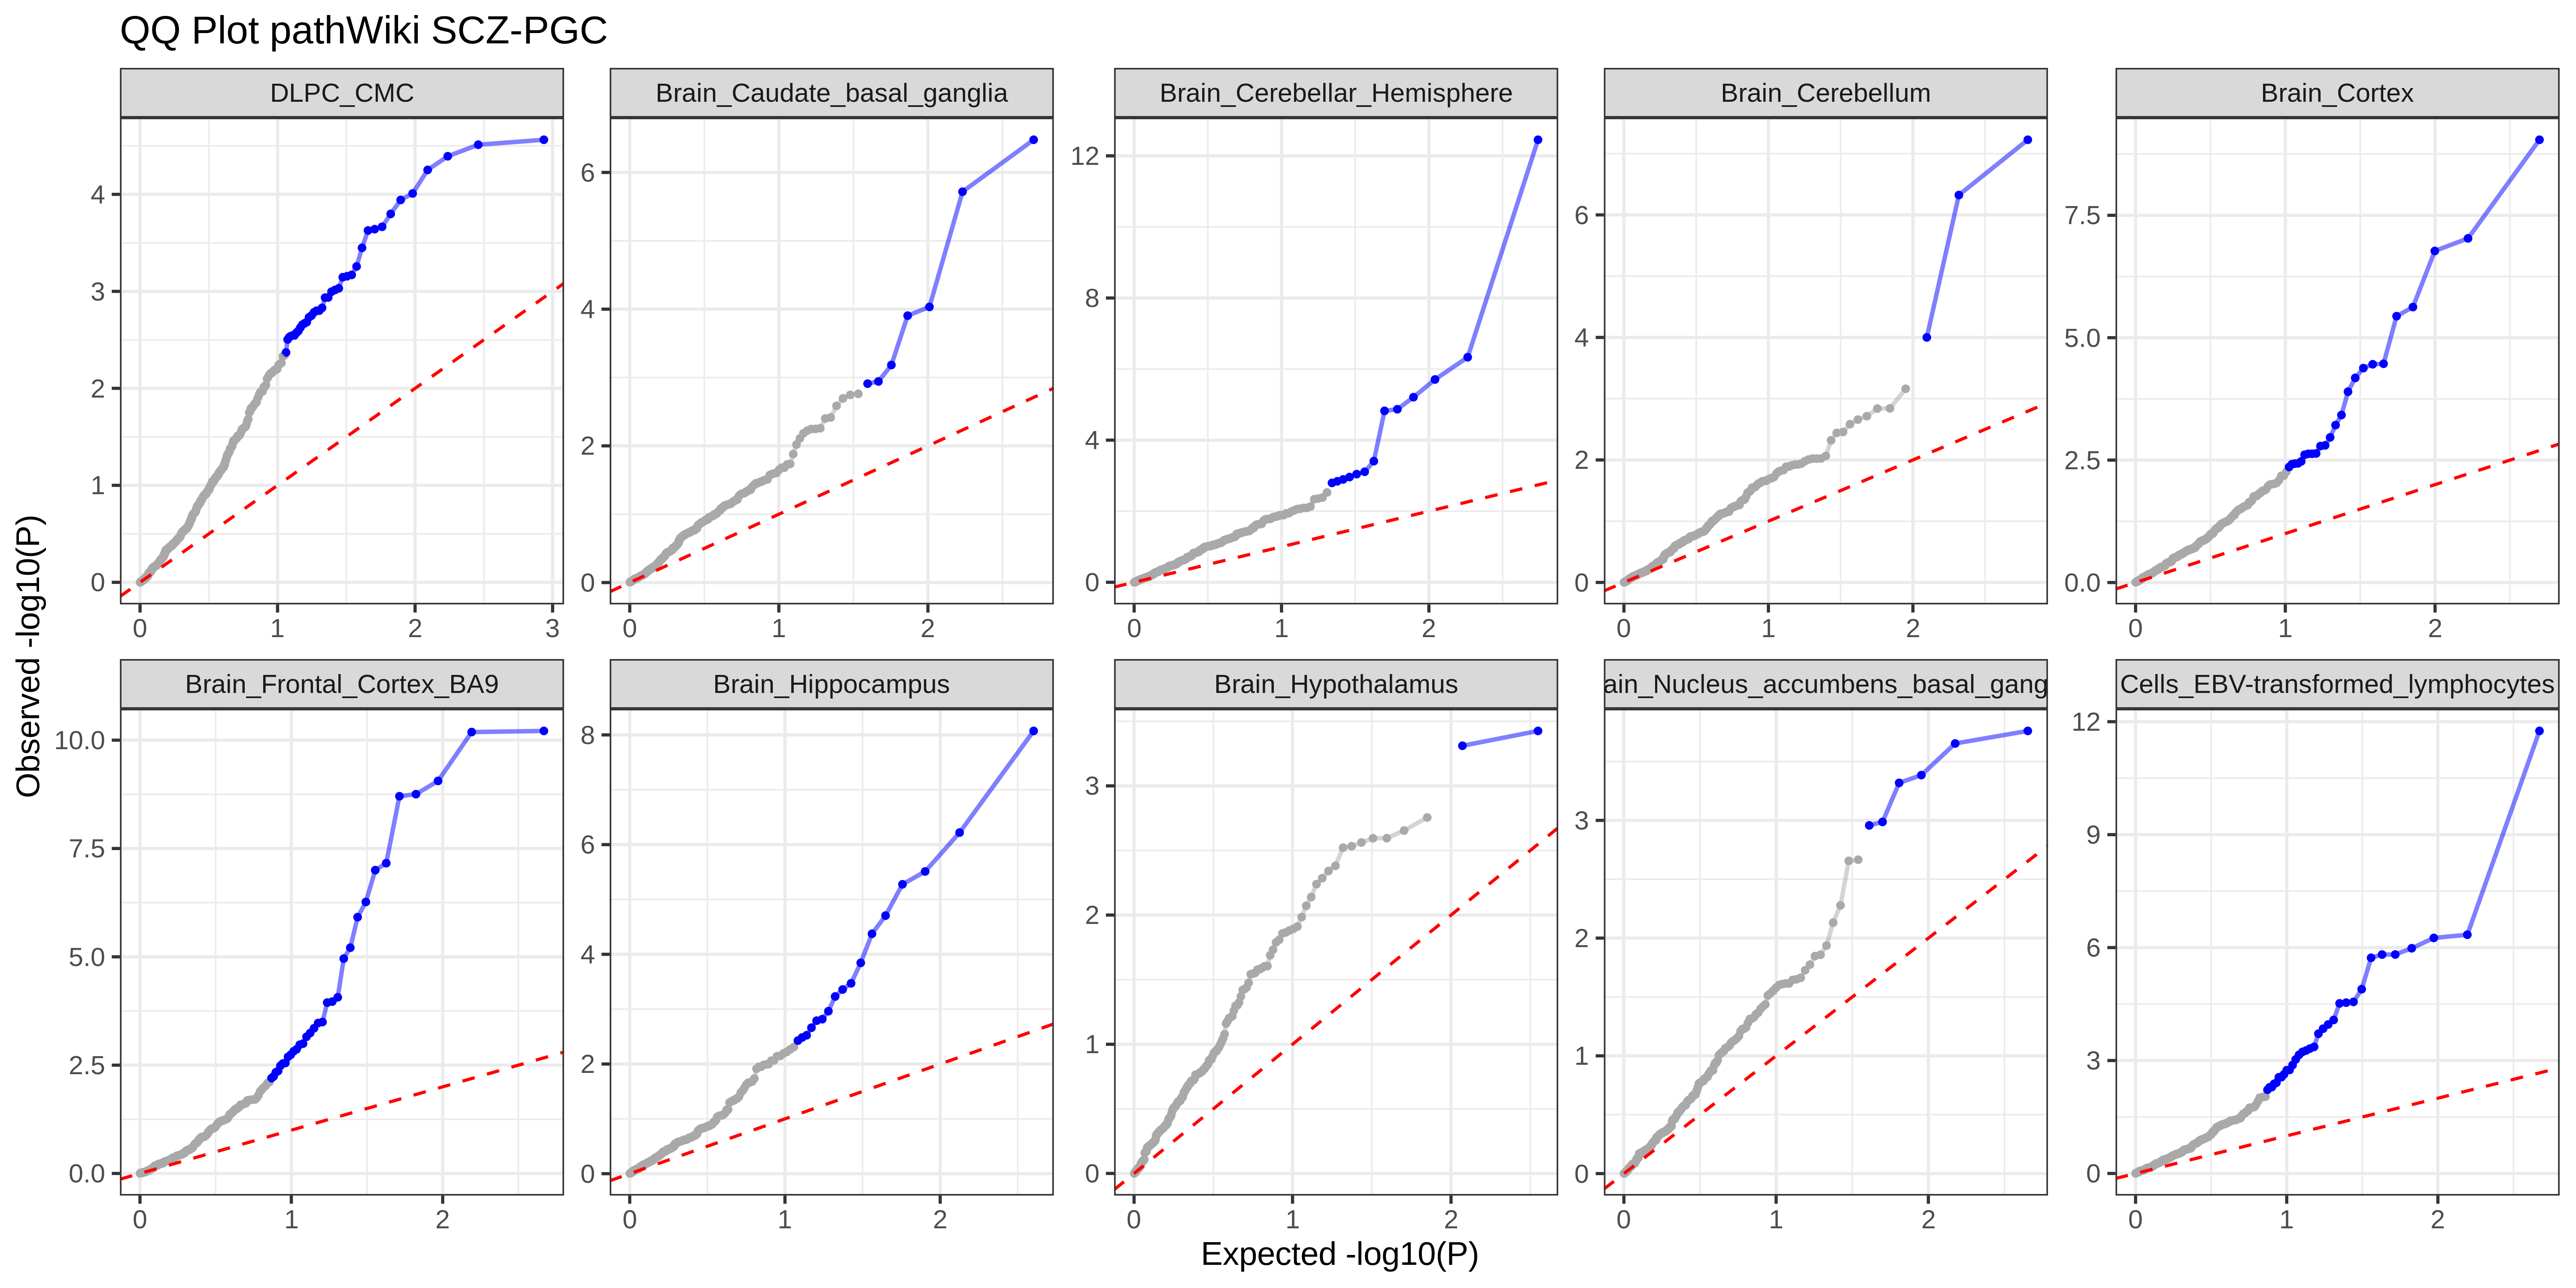 QQ Plot pathWiki SCZ-PGC
DLPC_CMC
Brain_Caudate_basal_ganglia
Brain_Cerebellar_Hemisphere
Brain_Cerebellum
Brain_Cortex
4
3
2
1
0
0 1 2 3
6
4
2
0
0 1 2
12
8
4
0
0 1 2
6
4
2
0
0 1 2
7.5
5.0
2.5
0.0
0 1 2
Observed -log10(P)
Brain_Frontal_Cortex_BA9
Brain_Hippocampus
Brain_Hypothalamus
ain_Nucleus_accumbens_basal_gang
Cells_EBV-transformed_lymphocytes
10.0
7.5
5.0
2.5
0.0
0 1 2
8
6
4
2
0
0 1 2
3
2
1
0
0 1 2
3
2
1
0
0 1 2
12
9
6
3
0
0 1 2
Expected -log10(P)